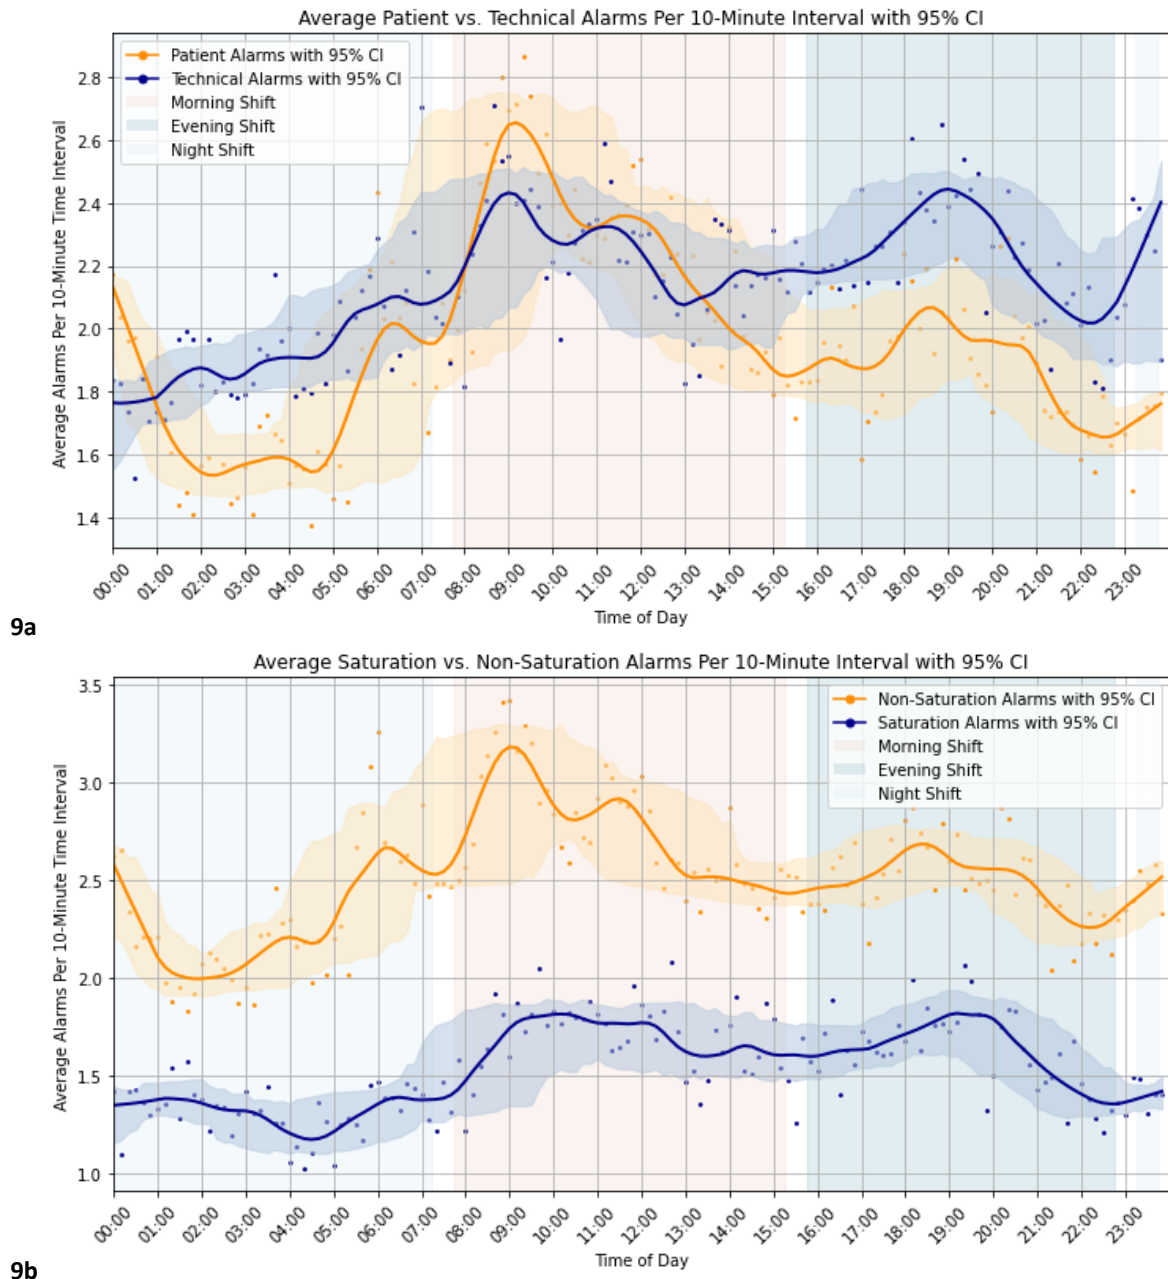 Average Patient vs. Technical Alarms Per 10-Minute Interval with 95% CI
Patient Alarms with 95% CI
Technical Alarms with 95% CI
Morning Shift
Evening Shift
Night Shift
Average Alarms Per 10-Minute Time Interval
2.8
2.6
2.4
2.2
2.0
1.8
1.6
1.4
00:00 01:00 02:00 03:00 04:00 05:00 06:00 07:00 08:00 09:00 10:00 11:00 12:00 13:00 14:00 15:00 16:00 17:00 18:00 19:00 20:00 21:00 22:00 23:00
Time of Day
9a
Average Saturation vs. Non-Saturation Alarms Per 10-Minute Interval with 95% CI
Non-Saturation Alarms with 95% CI
Saturation Alarms with 95% CI
Morning Shift
Evening Shift
Night Shift
Average Alarms Per 10-Minute Time Interval
3.5
3.0
2.5
2.0
1.5
1.0
00:00 01:00 02:00 03:00 04:00 05:00 06:00 07:00 08:00 09:00 10:00 11:00 12:00 13:00 14:00 15:00 16:00 17:00 18:00 19:00 20:00 21:00 22:00 23:00
Time of Day
9b